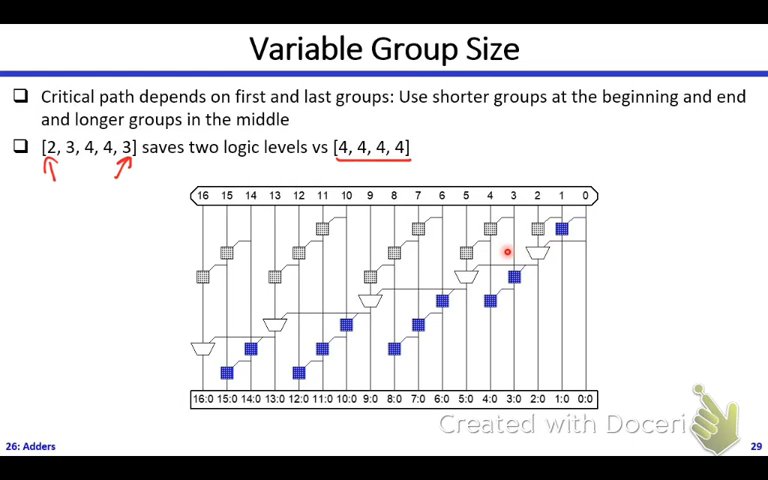 Variable Group Size
Critical path depends on first and last groups: Use shorter groups at the beginning and end
and longer groups in the middle
[2, 3, 4, 4, 3] saves two logic levels vs [4, 4, 4, 4]
16 15 14 13 12 11 10 9 8 7 6 5 4 3 2 1 0
16:0 15:0 14:0 13:0 12:0 11:0 10:0 9:0 8:0 7:0 6:0 5:0 4:0 3:0 2:0 1:0 0:0
Created with Doceri
26: Adders
29